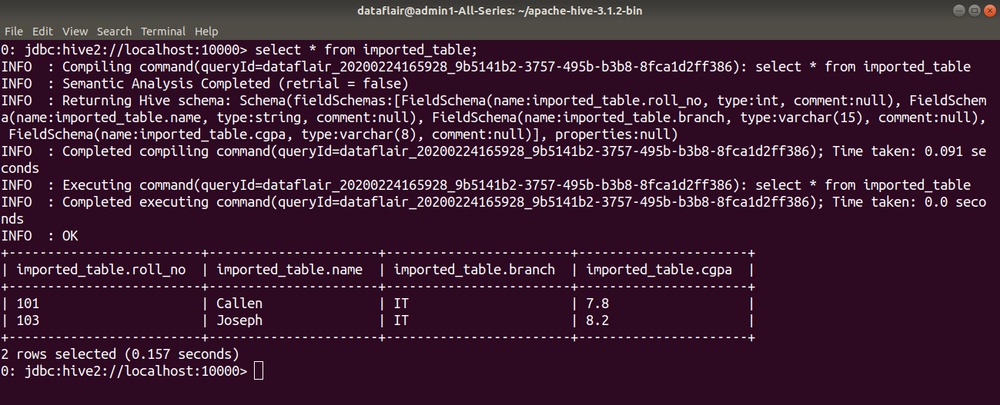 dataflair@admin1-All-Series: ~/apache-hive-3.1.2-bin
File Edit View Search Terminal Help
0: jdbc:hive2://localhost:10000> select * from imported_table;
INFO  : Compiling command(queryId=dataflair_20200224165928_9b5141b2-3757-495b-b3b8-8fca1d2ff386): select * from imported_table
INFO  : Semantic Analysis Completed (retrial = false)
INFO  : Returning Hive schema: Schema(fieldSchemas:[FieldSchema(name:imported_table.roll_no, type:int, comment:null), FieldSchem
a(name:imported_table.name, type:string, comment:null), FieldSchema(name:imported_table.branch, type:varchar(15), comment:null),
 FieldSchema(name:imported_table.cgpa, type:varchar(8), comment:null)], properties:null)
INFO  : Completed compiling command(queryId=dataflair_20200224165928_9b5141b2-3757-495b-b3b8-8fca1d2ff386); Time taken: 0.091 se
conds
INFO  : Executing command(queryId=dataflair_20200224165928_9b5141b2-3757-495b-b3b8-8fca1d2ff386): select * from imported_table
INFO  : Completed executing command(queryId=dataflair_20200224165928_9b5141b2-3757-495b-b3b8-8fca1d2ff386); Time taken: 0.0 seco
nds
INFO  : OK
+-------------------------+----------------------+------------------------+----------------------+
| imported_table.roll_no  | imported_table.name  | imported_table.branch  | imported_table.cgpa  |
+-------------------------+----------------------+------------------------+----------------------+
| 101                     | Callen               | IT                     | 7.8                  |
| 103                     | Joseph               | IT                     | 8.2                  |
+-------------------------+----------------------+------------------------+----------------------+
2 rows selected (0.157 seconds)
0: jdbc:hive2://localhost:10000>